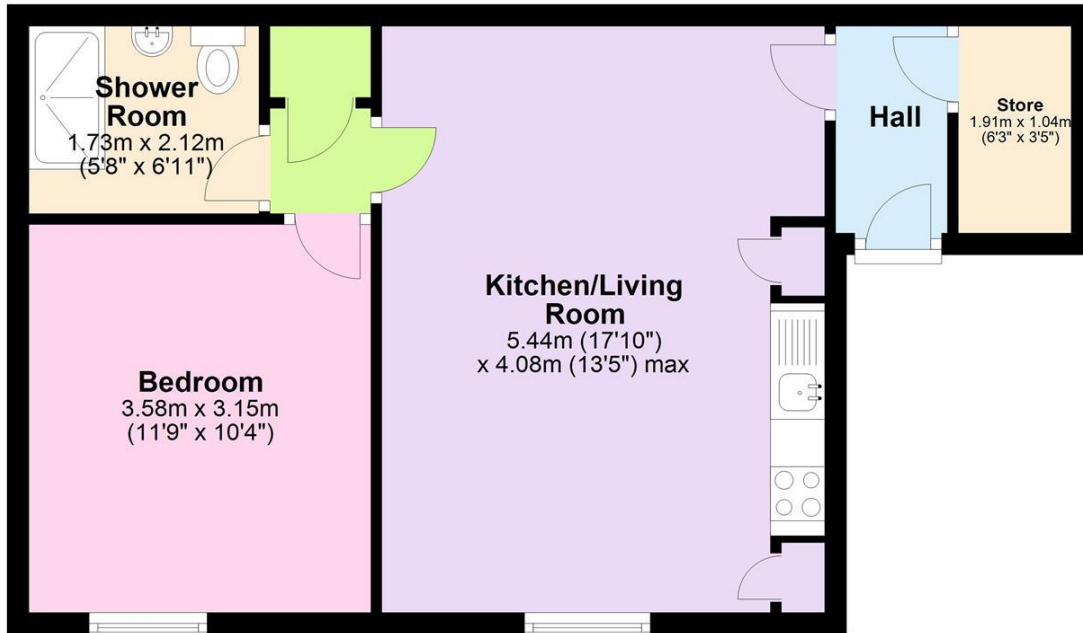 Shower
Room
1.73m x 2.12m
(5'8" x 6'11")
Hall
Store
1.91m x 1.04m
(6'3" x 3'5")
Kitchen/Living
Room
5.44m (17'10")
x 4.08m (13'5") max
Bedroom
3.58m x 3.15m
(11'9" x 10'4")